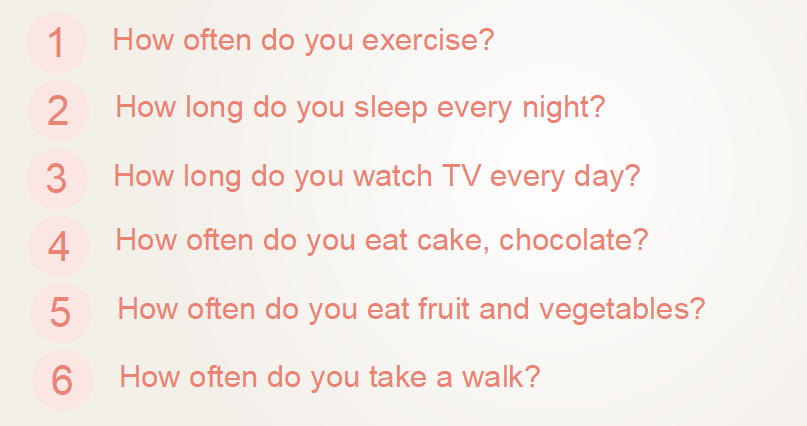 1 How often do you exercise?
2 How long do you sleep every night?
3 How long do you watch TV every day?
4 How often do you eat cake, chocolate?
5 How often do you eat fruit and vegetables?
6 How often do you take a walk?